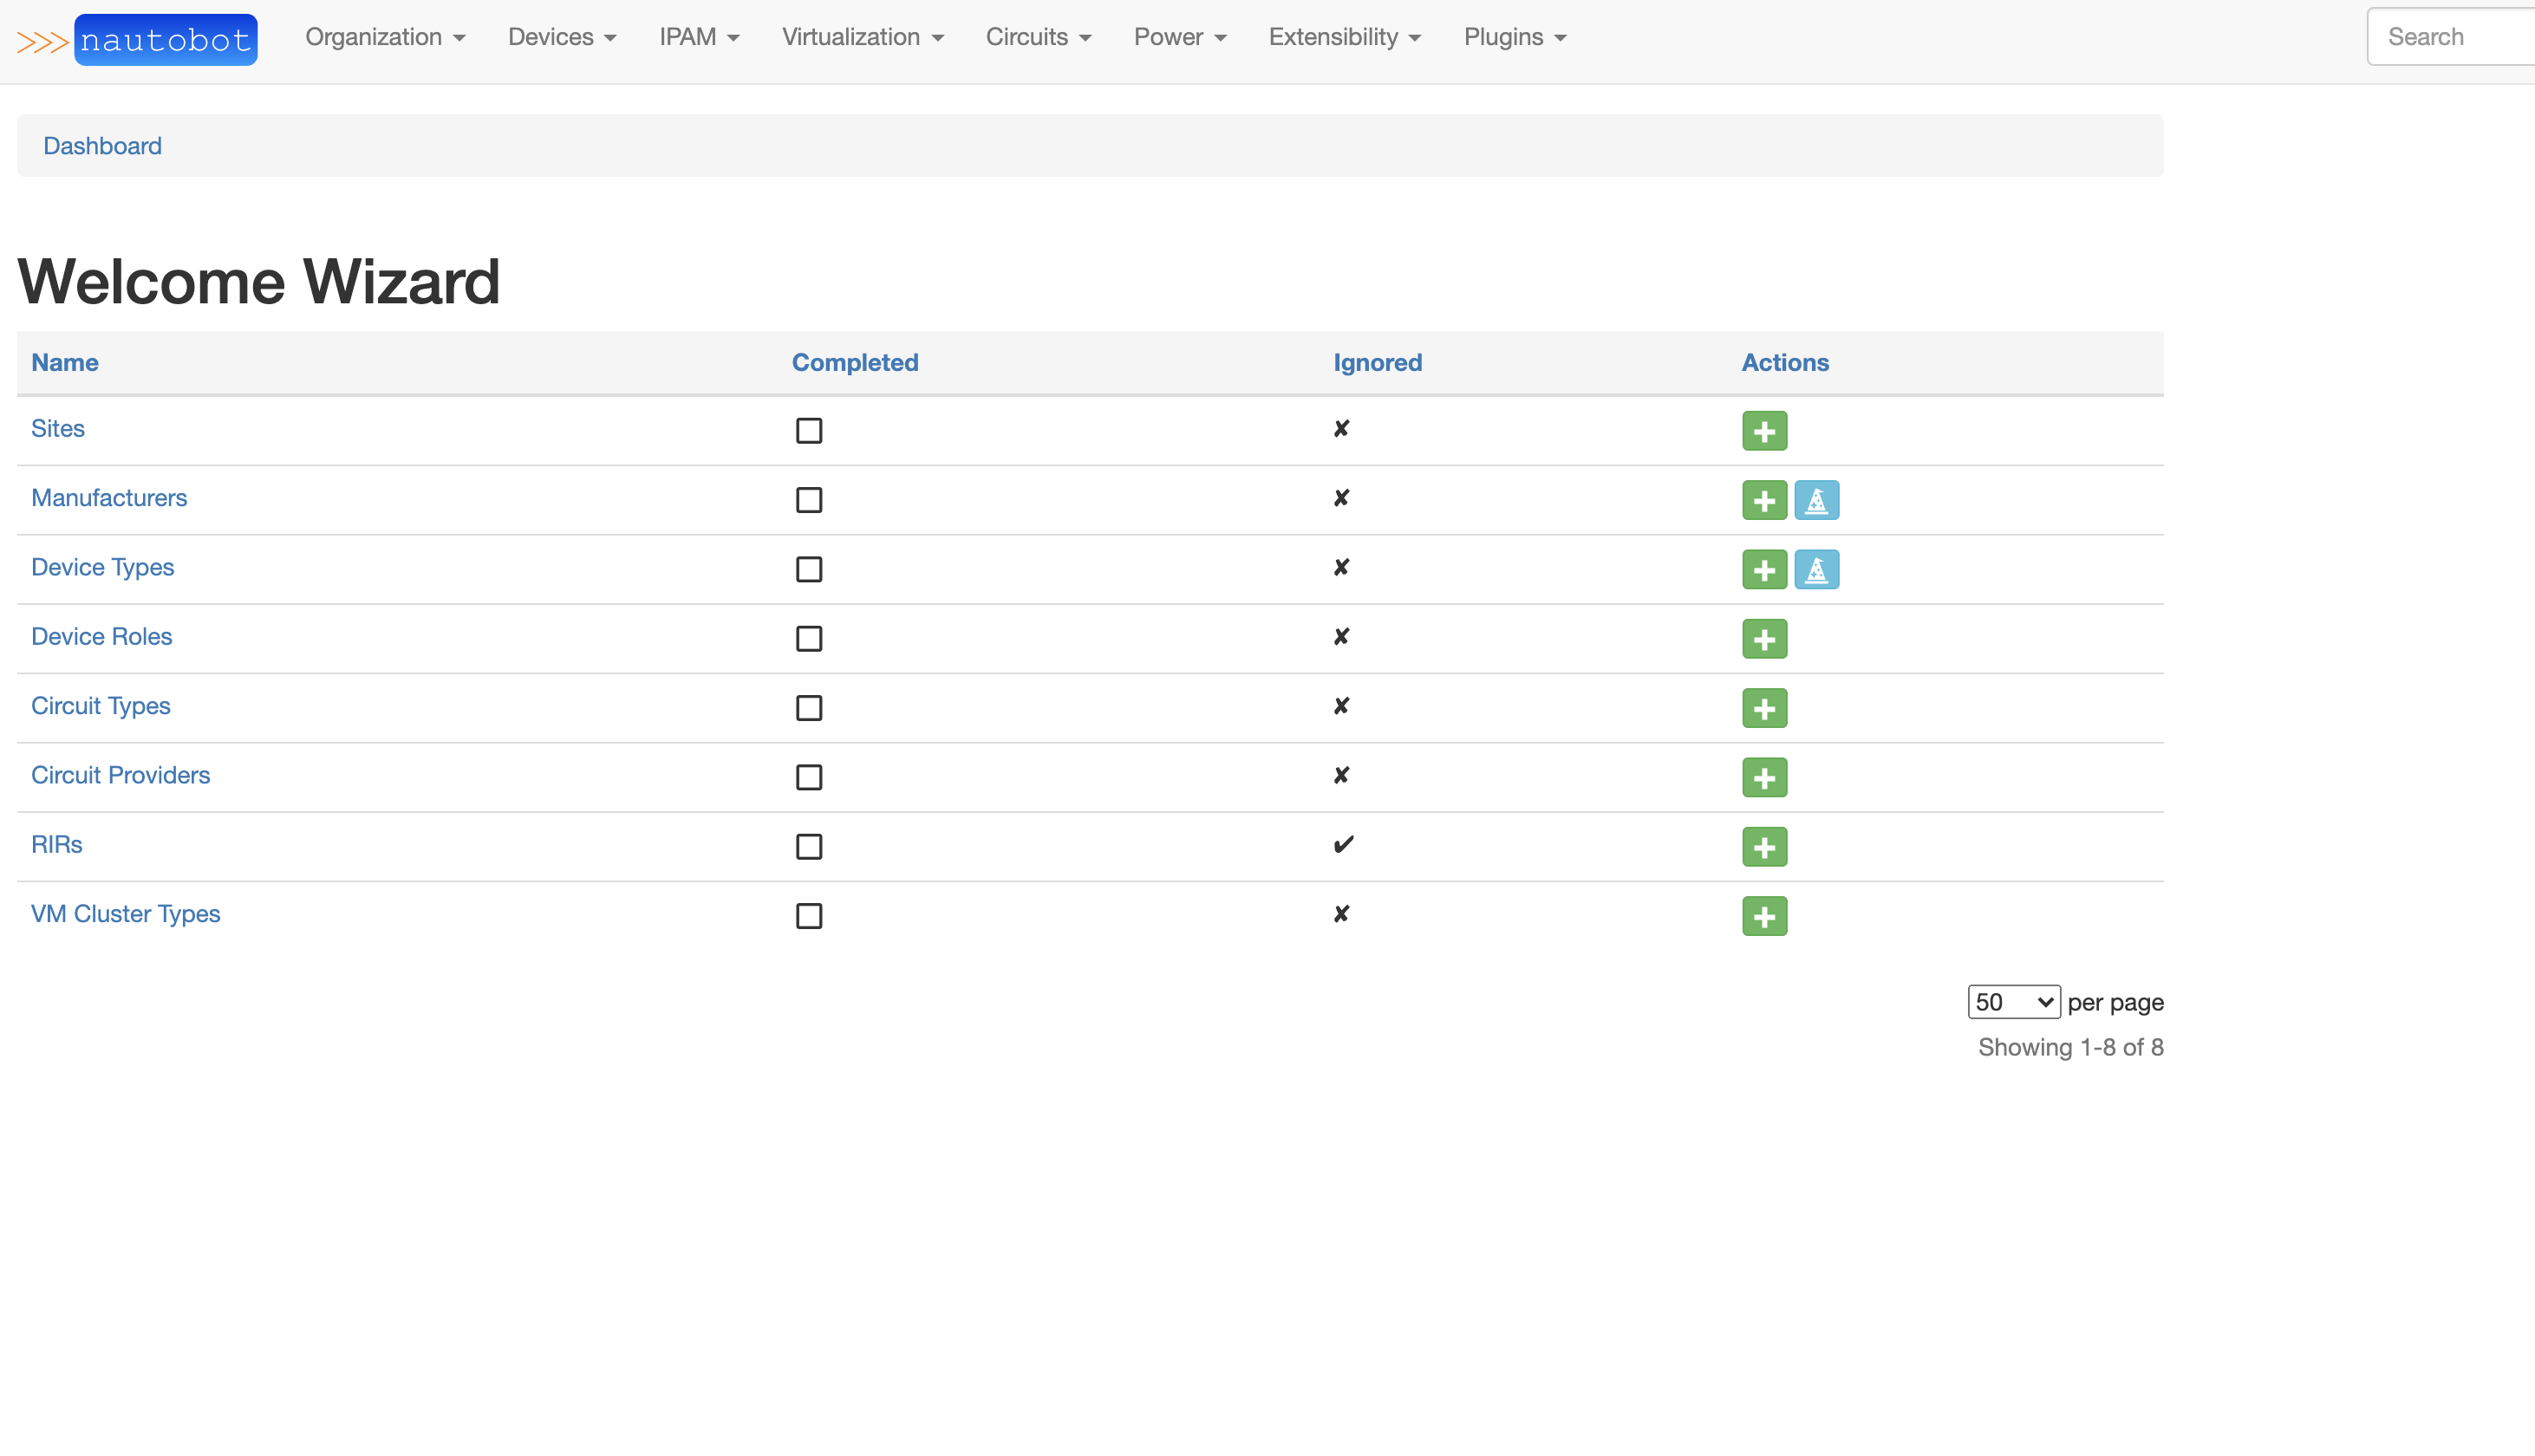 >>> nautobot Organization Devices IPAM Virtualization Circuits Power Extensibility Plugins Search
Dashboard
Welcome Wizard
Name Completed Ignored Actions
Sites ✘
Manufacturers ✘
Device Types ✘
Device Roles ✘
Circuit Types ✘
Circuit Providers ✘
RIRs ✔
VM Cluster Types ✘
50 per page
Showing 1-8 of 8